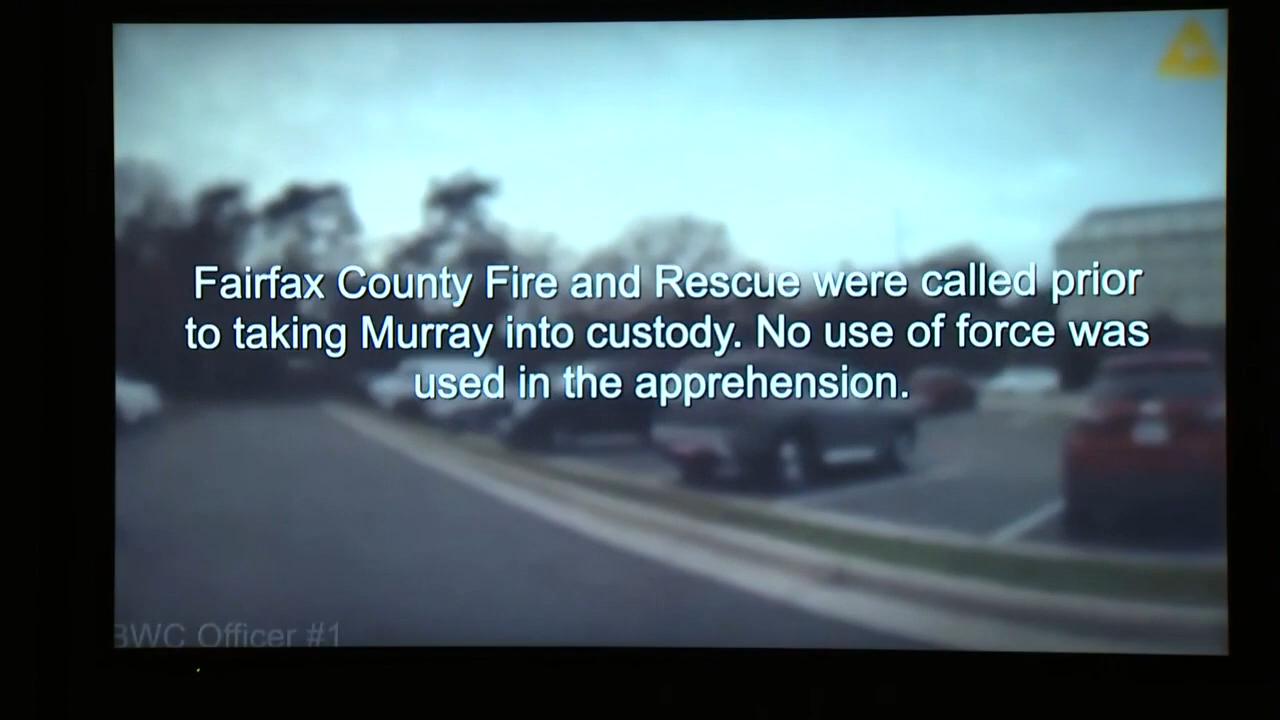 Fairfax County Fire and Rescue were called prior
to taking Murray into custody. No use of force was
used in the apprehension.
BWC Officer #1